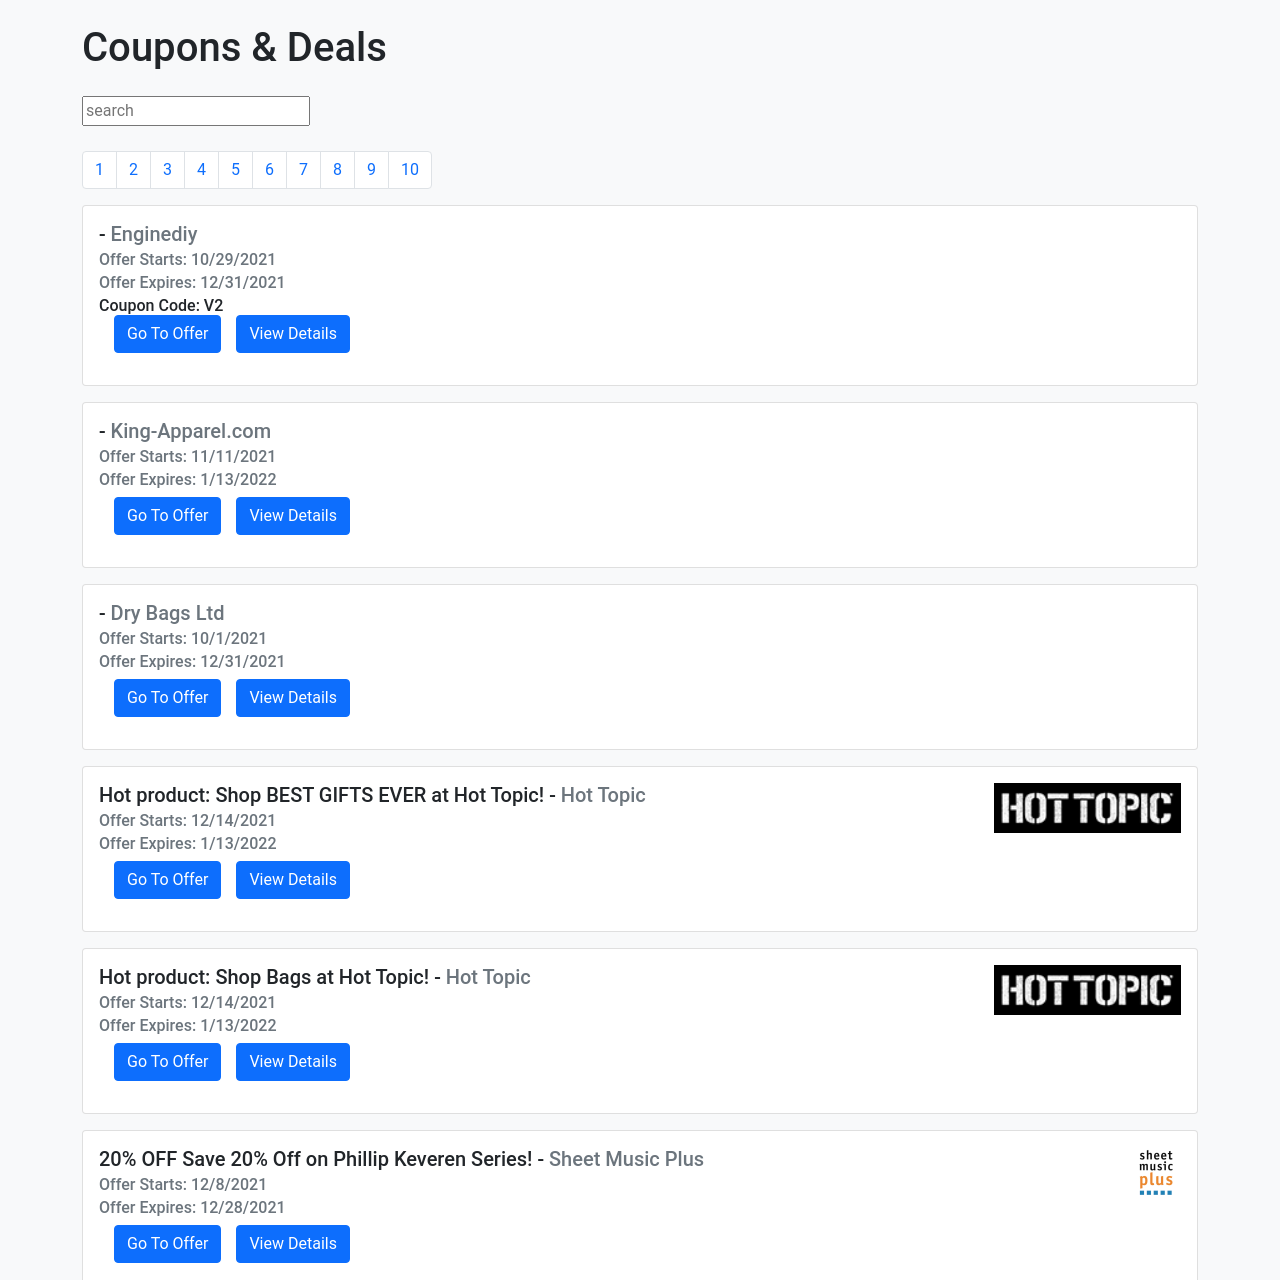 Coupons & Deals
search
1 2 3 4 5 6 7 8 9 10
- Enginediy
Offer Starts: 10/29/2021
Offer Expires: 12/31/2021
Coupon Code: V2
Go To Offer View Details
- King-Apparel.com
Offer Starts: 11/11/2021
Offer Expires: 1/13/2022
Go To Offer View Details
- Dry Bags Ltd
Offer Starts: 10/1/2021
Offer Expires: 12/31/2021
Go To Offer View Details
Hot product: Shop BEST GIFTS EVER at Hot Topic! - Hot Topic
HOT TOPIC
Offer Starts: 12/14/2021
Offer Expires: 1/13/2022
Go To Offer View Details
Hot product: Shop Bags at Hot Topic! - Hot Topic
HOT TOPIC
Offer Starts: 12/14/2021
Offer Expires: 1/13/2022
Go To Offer View Details
20% OFF Save 20% Off on Phillip Keveren Series! - Sheet Music Plus
sheet
music
plus
Offer Starts: 12/8/2021
Offer Expires: 12/28/2021
Go To Offer View Details